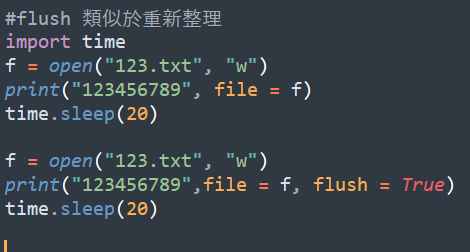 #flush 類似於重新整理
import time
f = open("123.txt", "w")
print("123456789", file = f)
time.sleep(20)
f = open("123.txt", "w")
print("123456789",file = f, flush = True)
time.sleep(20)